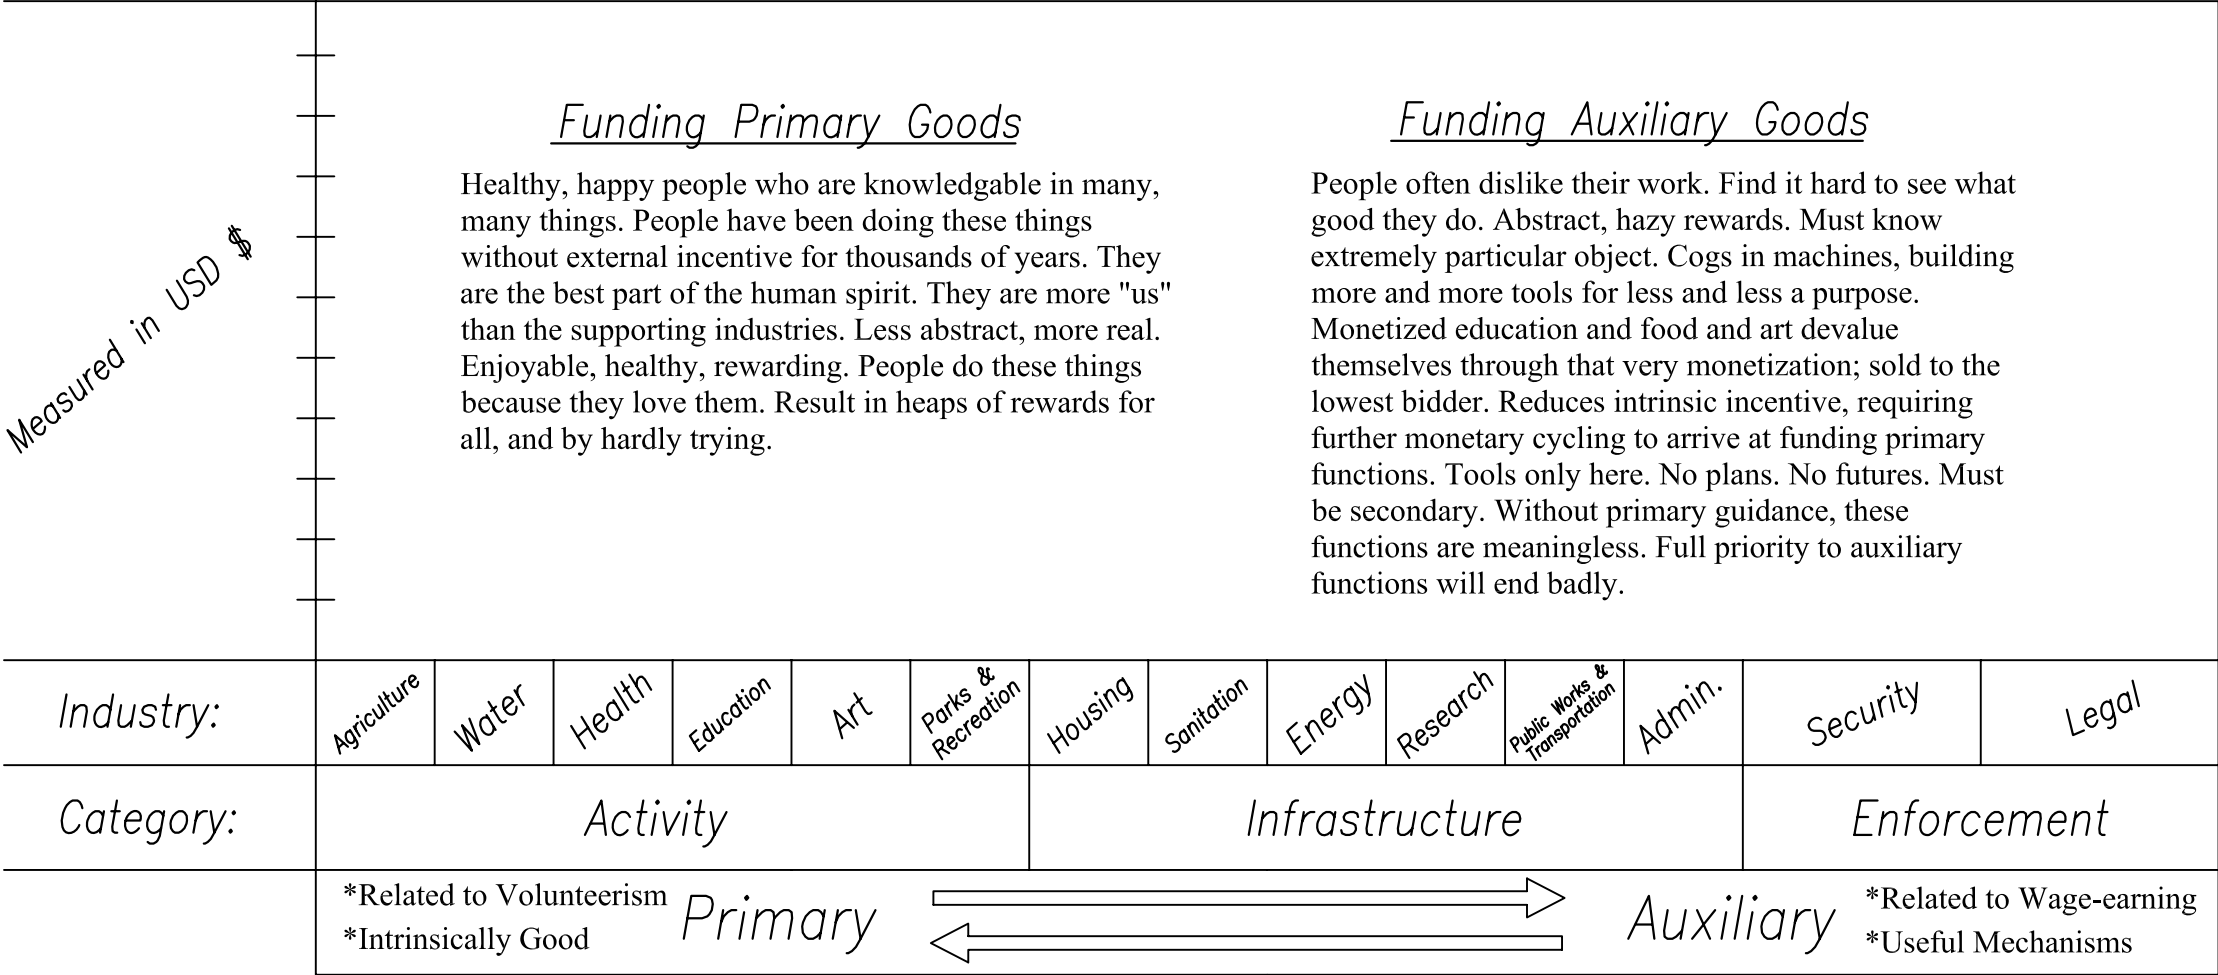 Measured in USD $
Funding Primary Goods
Healthy, happy people who are knowledgable in many,
many things. People have been doing these things
without external incentive for thousands of years. They
are the best part of the human spirit. They are more "us"
than the supporting industries. Less abstract, more real.
Enjoyable, healthy, rewarding. People do these things
because they love them. Result in heaps of rewards for
all, and by hardly trying.
Funding Auxiliary Goods
People often dislike their work. Find it hard to see what
good they do. Abstract, hazy rewards. Must know
extremely particular object. Cogs in machines, building
more and more tools for less and less a purpose.
Monetized education and food and art devalue
themselves through that very monetization; sold to the
lowest bidder. Reduces intrinsic incentive, requiring
further monetary cycling to arrive at funding primary
functions. Tools only here. No plans. No futures. Must
be secondary. Without primary guidance, these
functions are meaningless. Full priority to auxiliary
functions will end badly.
Industry:
Agriculture
Water
Health
Education
Art
Parks &
Recreation
Housing
Sanitation
Energy
Research
Public Works &
Transportation
Admin.
Security
Legal
Category:
Activity
Infrastructure
Enforcement
*Related to Volunteerism
*Intrinsically Good
Primary
Auxiliary
*Related to Wage-earning
*Useful Mechanisms